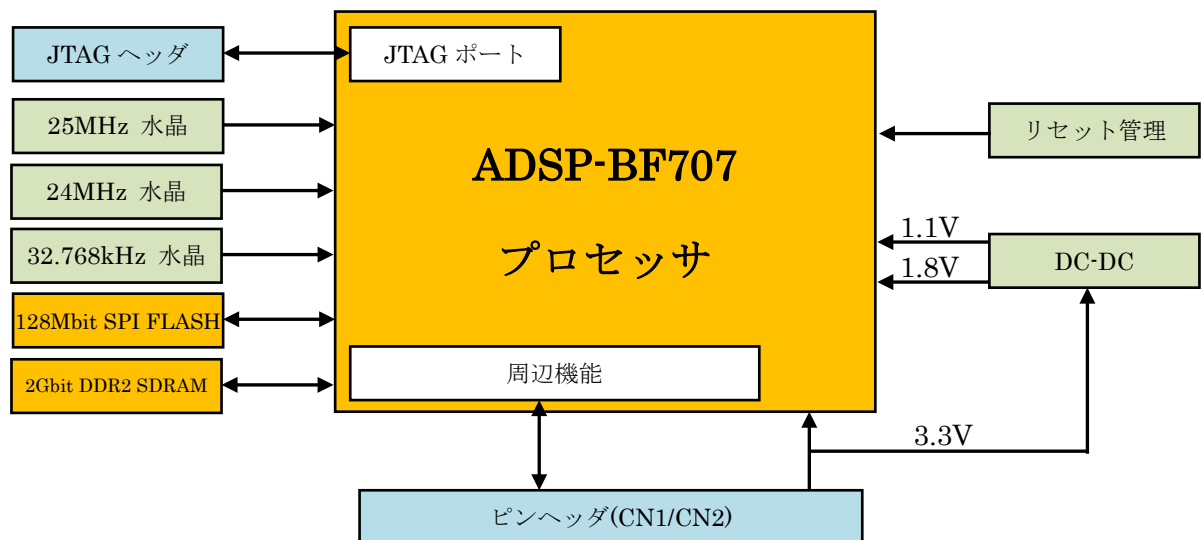 JTAG ヘッダ
JTAG ポート
25MHz 水晶
24MHz 水晶
32.768kHz 水晶
128Mbit SPI FLASH
2Gbit DDR2 SDRAM
ADSP-BF707
プロセッサ
周辺機能
リセット管理
1.1V
1.8V
DC-DC
3.3V
ピンヘッダ(CN1/CN2)